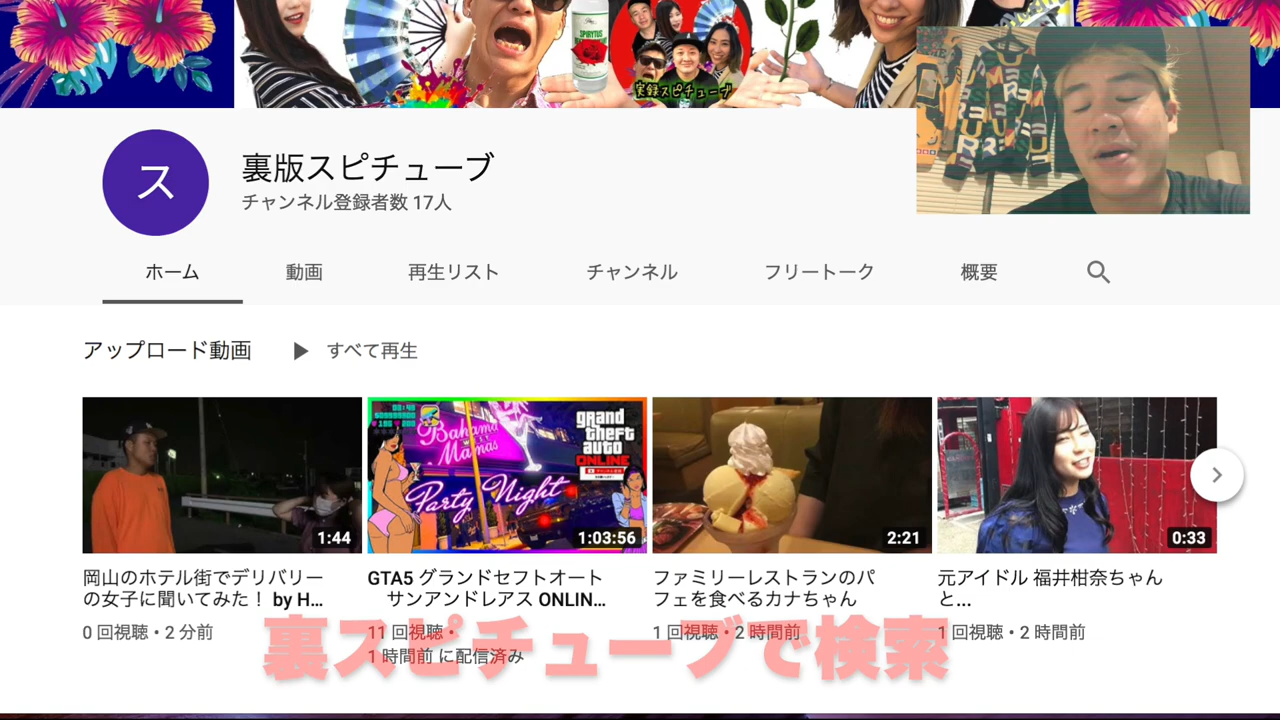 SPIRYTUS
実録スピチューブ
ス
裏版スピチューブ
チャンネル登録者数 17人
ホーム 動画 再生リスト チャンネル フリートーク 概要
アップロード動画 すべて再生
Bahama
Mamas
Party Night
grand
theft
auto
ONLINE
1:44
1:03:56
2:21
0:33
岡山のホテル街でデリバリー
の女子に聞いてみた！ by H...
0 回視聴・2 分前
GTA5 グランドセフトオート
サンアンドレアス ONLIN...
11 回視聴・
1 時間前 に配信済み
ファミリーレストランのパ
フェを食べるカナちゃん
1 回視聴・2 時間前
元アイドル 福井柑奈ちゃん
と...
1 回視聴・2 時間前
裏スピチューブで検索